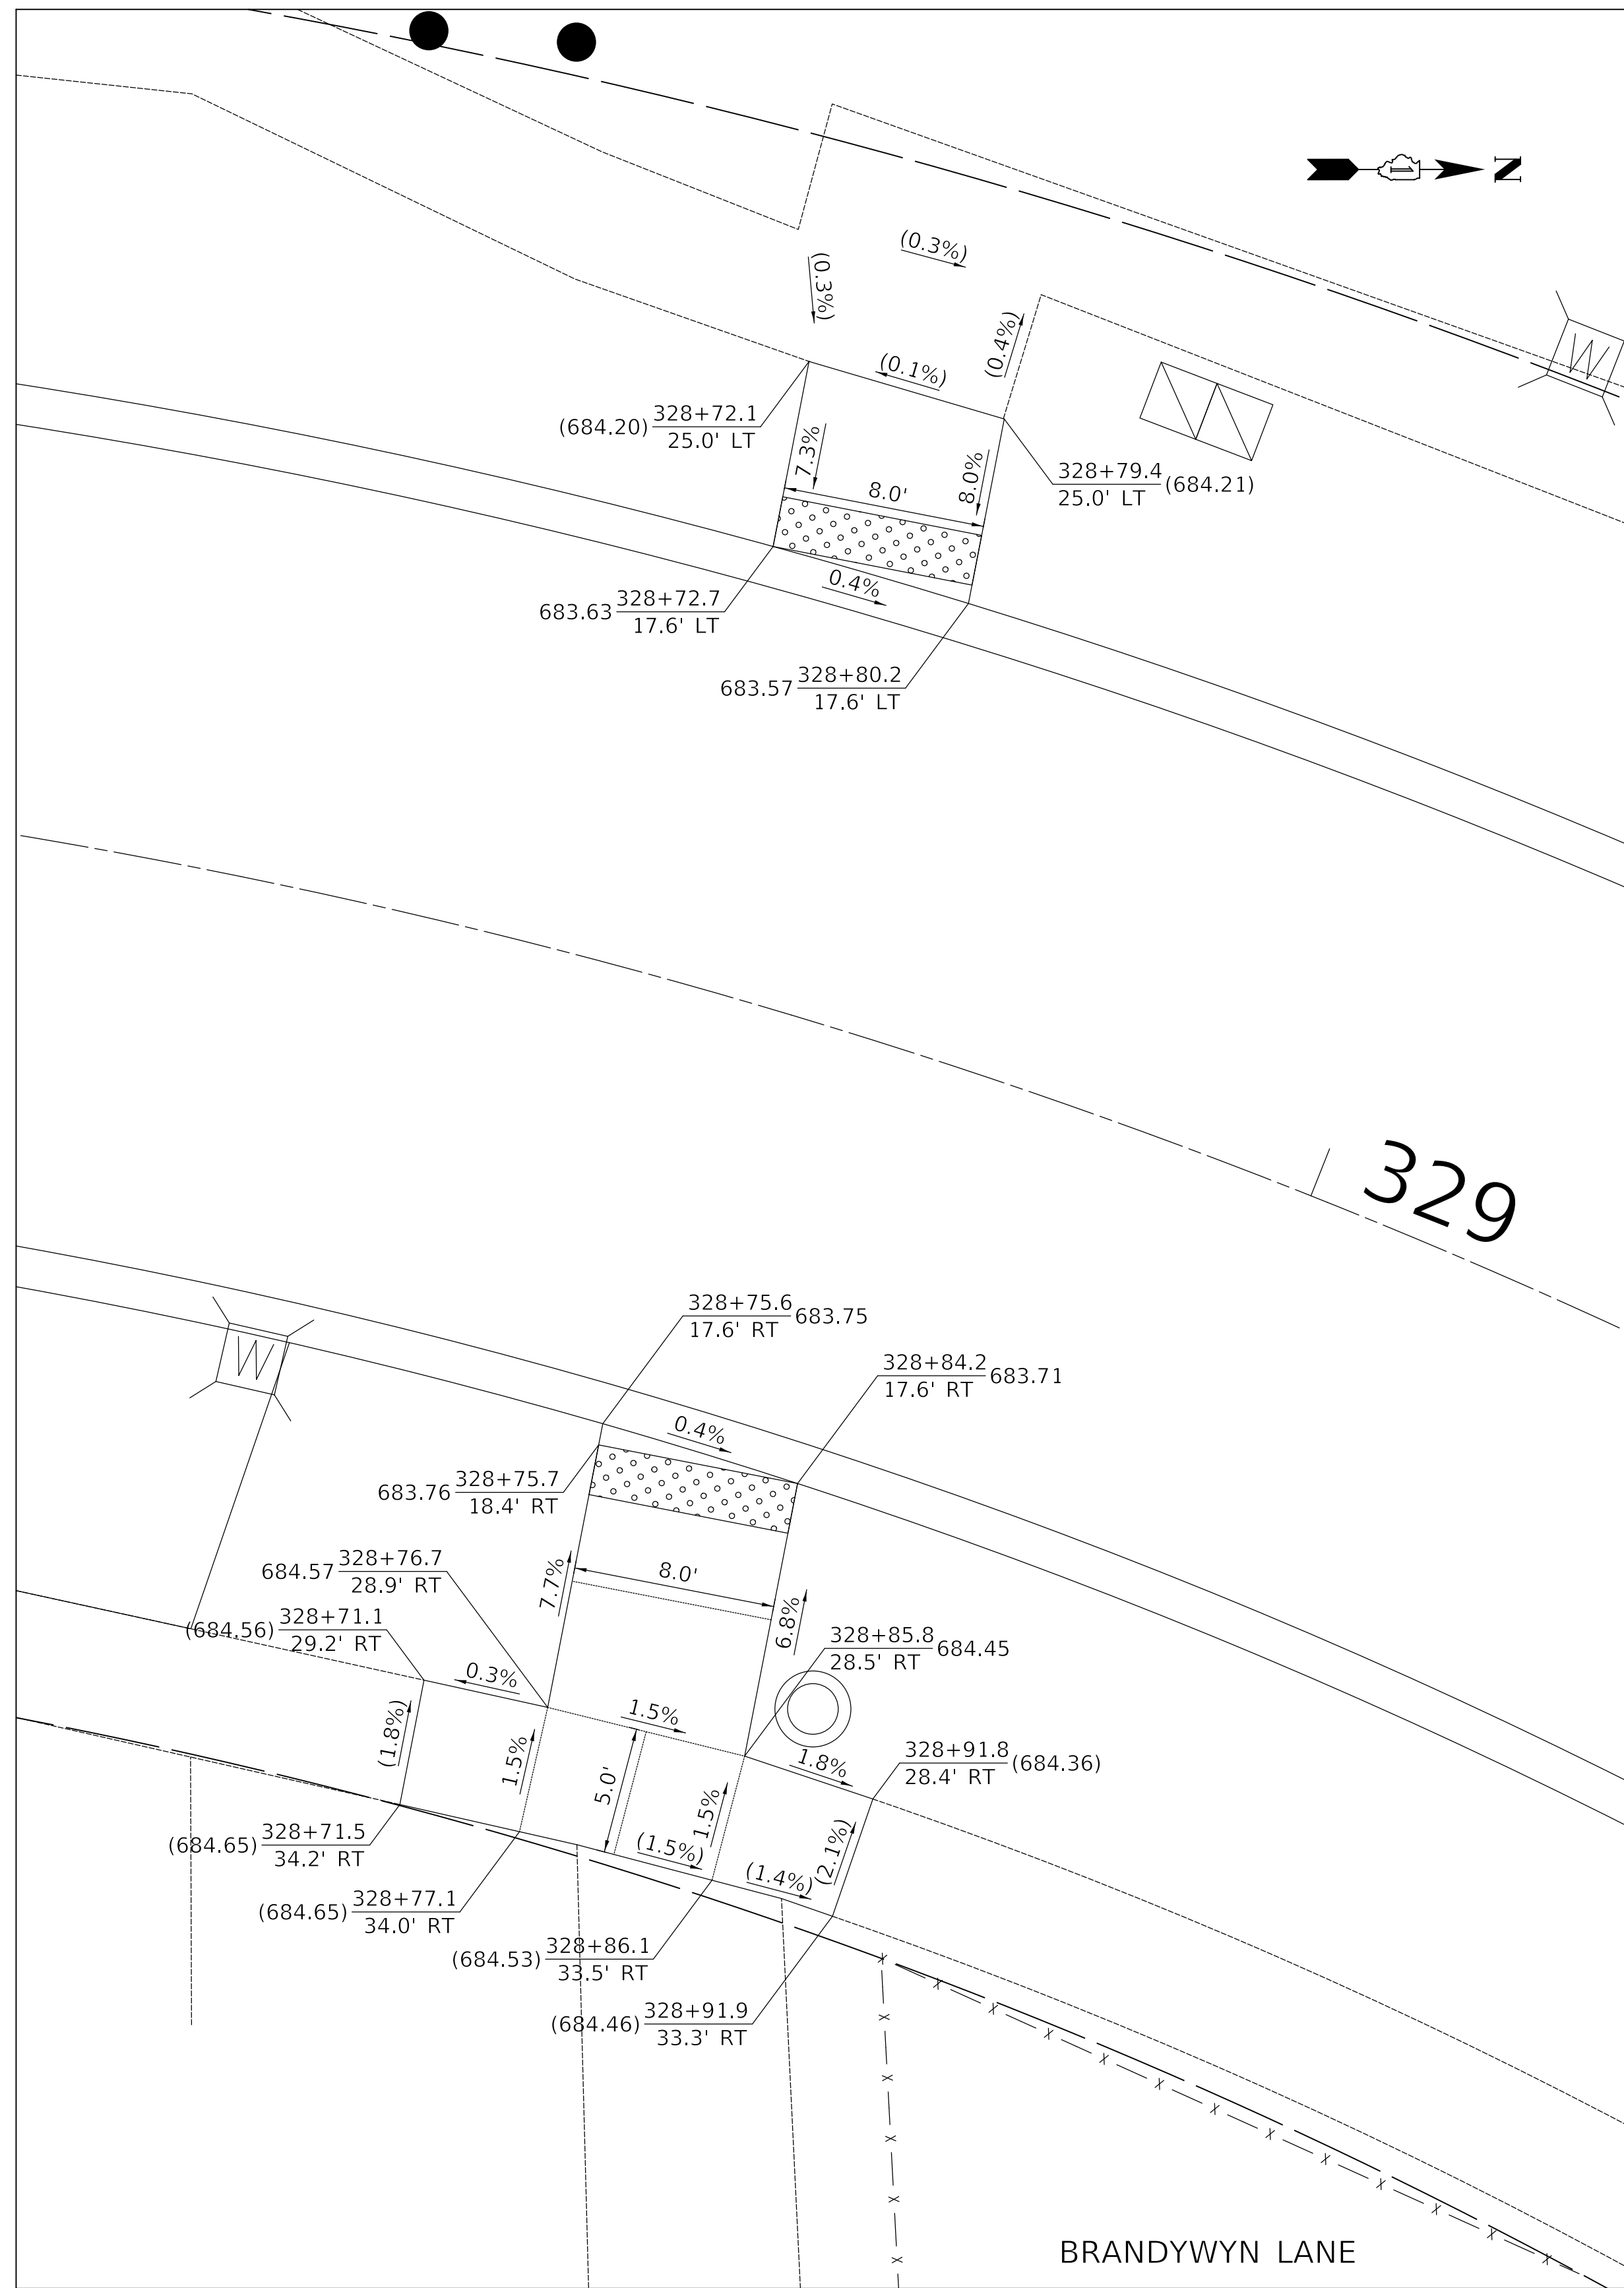 N
(0.3%)
(0.3%)
(0.4%)
W
(0.1%)
(684.20) 328+72.1
25.0' LT
7.3%
8.0%
328+79.4 (684.21)
25.0' LT
8.0'
0.4%
683.63 328+72.7
17.6' LT
683.57 328+80.2
17.6' LT
329
328+75.6 683.75
17.6' RT
W
328+84.2 683.71
17.6' RT
0.4%
683.76 328+75.7
18.4' RT
684.57 328+76.7
28.9' RT
7.7%
8.0'
6.8%
(684.56) 328+71.1
29.2' RT
328+85.8 684.45
28.5' RT
0.3%
1.5%
(1.8%)
1.5%
5.0'
1.5%
1.8%
328+91.8 (684.36)
28.4' RT
(684.65) 328+71.5
34.2' RT
(1.5%)
(1.4%)
(2.1%)
(684.65) 328+77.1
34.0' RT
(684.53) 328+86.1
33.5' RT
(684.46) 328+91.9
33.3' RT
BRANDYWYN LANE